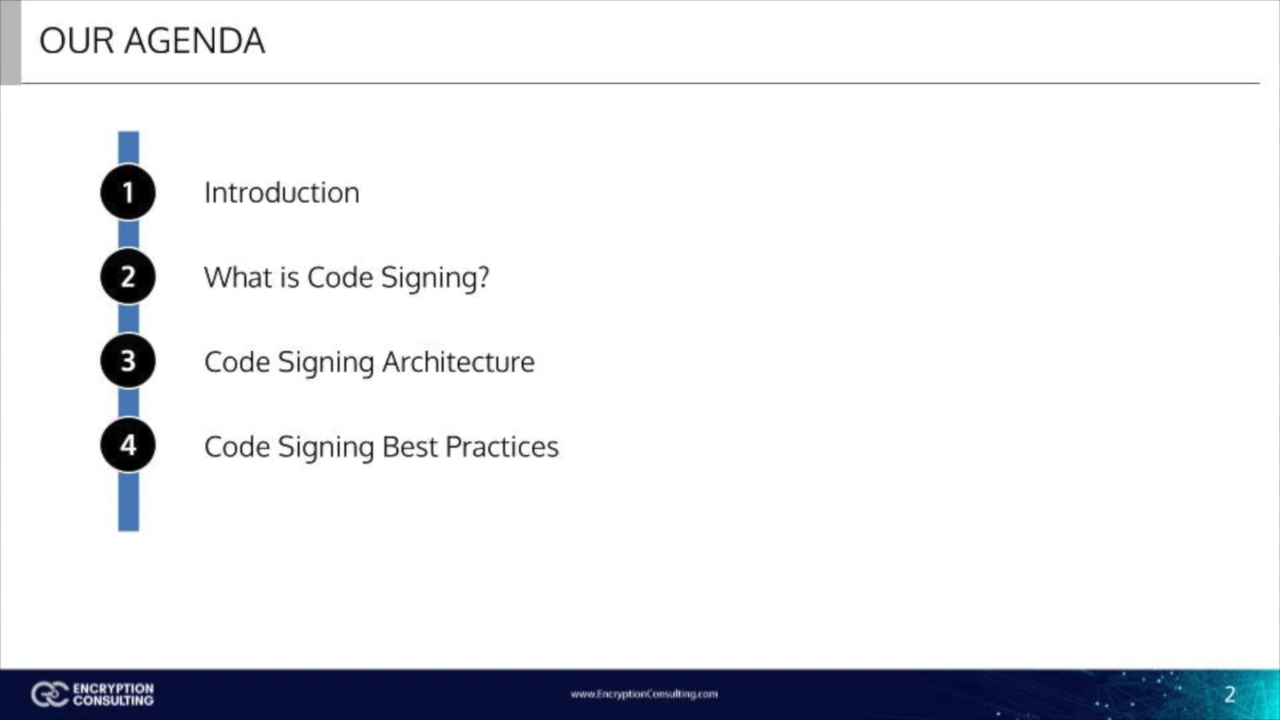 OUR AGENDA
1 Introduction
2 What is Code Signing?
3 Code Signing Architecture
4 Code Signing Best Practices
ENCRYPTION
CONSULTING
www.EncryptionConsulting.com
2